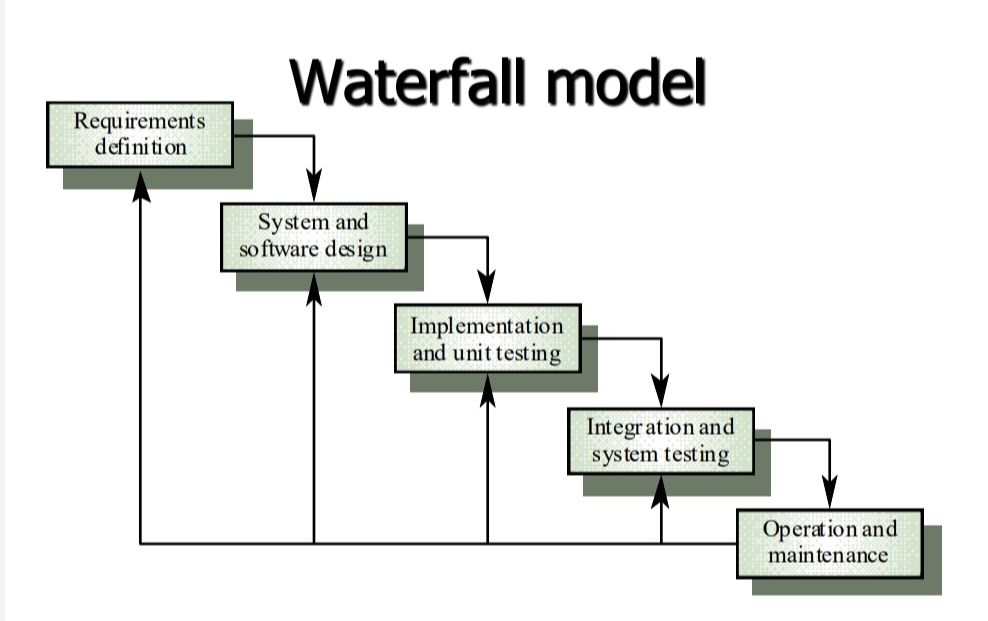 Waterfall model
Requirements
definition
System and
software design
Implementation
and unit testing
Integration and
system testing
Operation and
maintenance